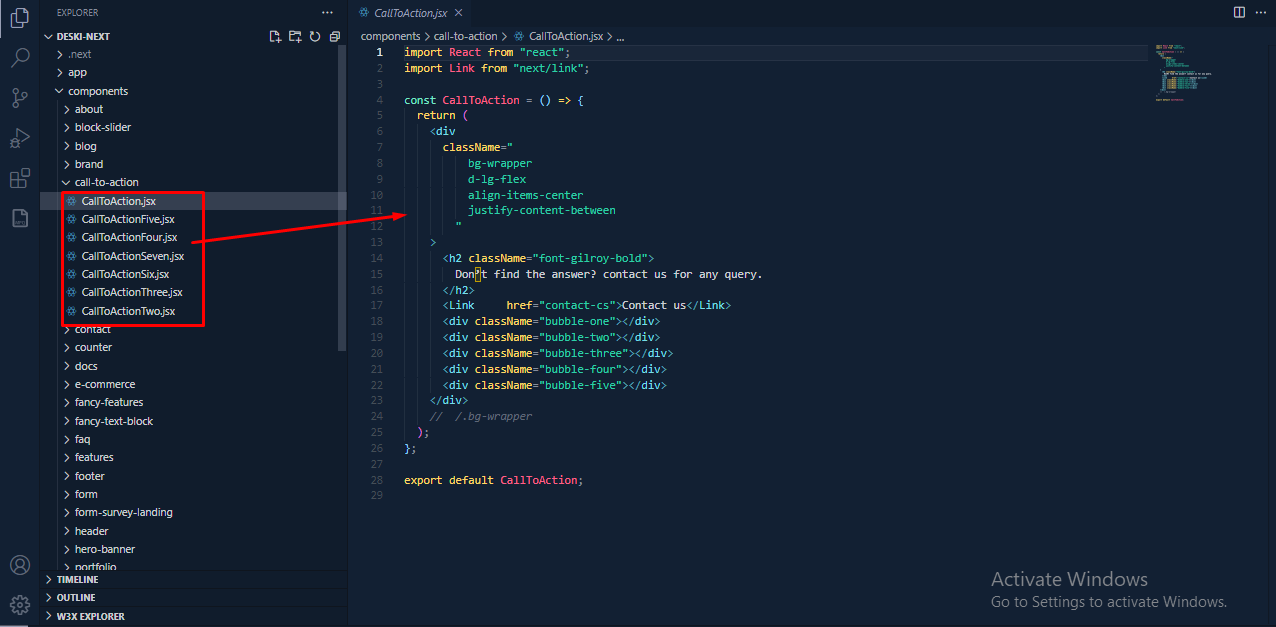 EXPLORER
DESKI-NEXT
.next
app
components
about
block-slider
blog
brand
call-to-action
CallToAction.jsx
CallToActionFive.jsx
CallToActionFour.jsx
CallToActionSeven.jsx
CallToActionSix.jsx
CallToActionThree.jsx
CallToActionTwo.jsx
contact
counter
docs
e-commerce
fancy-features
fancy-text-block
faq
features
footer
form
form-survey-landing
header
hero-banner
portfolio
TIMELINE
OUTLINE
W3X EXPLORER
CallToAction.jsx
components > call-to-action > CallToAction.jsx > ...
1 import React from "react";
2 import Link from "next/link";
3
4 const CallToAction = () => {
5 return (
6 <div
7 className="
8 bg-wrapper
9 d-lg-flex
10 align-items-center
11 justify-content-between
12 "
13 >
14 <h2 className="font-gilroy-bold">
15 Don’t find the answer? contact us for any query.
16 </h2>
17 <Link href="contact-cs">Contact us</Link>
18 <div className="bubble-one"></div>
19 <div className="bubble-two"></div>
20 <div className="bubble-three"></div>
21 <div className="bubble-four"></div>
22 <div className="bubble-five"></div>
23 </div>
24 // /.bg-wrapper
25 );
26 };
27
28 export default CallToAction;
29
Activate Windows
Go to Settings to activate Windows.